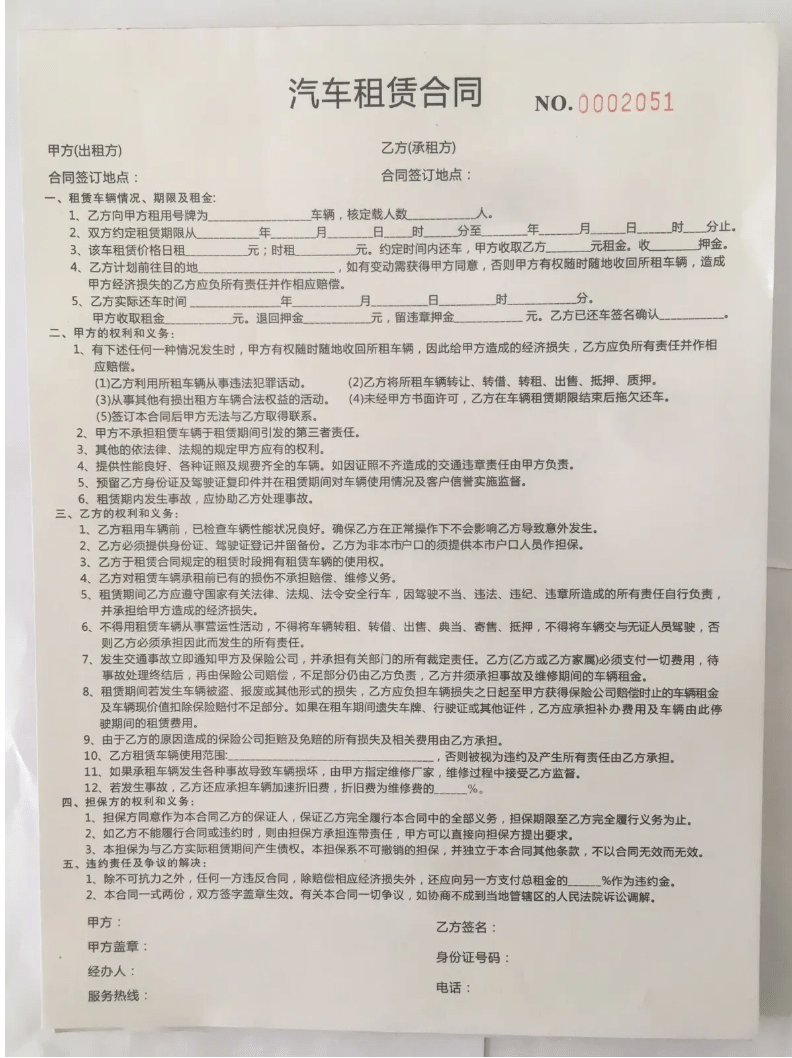 汽车租赁合同 NO.0002051
甲方(出租方) 乙方(承租方)
合同签订地点： 合同签订地点：
一、租赁车辆情况、期限及租金:
1、乙方向甲方租用号牌为________________车辆，核定载人数___________人。
2、双方约定租赁期限从__________年_______月_______日____时_____分至_______年______月_____日_____时____分止。
3、该车租赁价格日租__________元；时租__________元。约定时间内还车，甲方收取乙方_______元租金。收_______押金。
4、乙方计划前往目的地______________________，如有变动需获得甲方同意，否则甲方有权随时随地收回所租车辆，造成
甲方经济损失的乙方应负所有责任并作相应赔偿。
5、乙方实际还车时间 _______________年___________月_________日_________时___________分。
甲方收取租金___________元。退回押金___________元，留违章押金___________ 元。乙方已还车签名确认__________。
二、甲方的权利和义务：
1、有下述任何一种情况发生时，甲方有权随时随地收回所租车辆，因此给甲方造成的经济损失，乙方应负所有责任并作相
应赔偿。
(1)乙方利用所租车辆从事违法犯罪活动。 (2)乙方将所租车辆转让、转借、转租、出售、抵押、质押。
(3)从事其他有损出租方车辆合法权益的活动。 (4)未经甲方书面许可，乙方在车辆租赁期限结束后拖欠还车。
(5)签订本合同后甲方无法与乙方取得联系。
2、甲方不承担租赁车辆于租赁期间引发的第三者责任。
3、其他的依法律、法规的规定甲方应有的权利。
4、提供性能良好、各种证照及规费齐全的车辆。如因证照不齐造成的交通违章责任由甲方负责。
5、预留乙方身份证及驾驶证复印件并在租赁期间对车辆使用情况及客户信誉实施监督。
6、租赁期内发生事故，应协助乙方处理事故。
三、乙方的权利和义务：
1、乙方租用车辆前，已检查车辆性能状况良好。确保乙方在正常操作下不会影响乙方导致意外发生。
2、乙方必须提供身份证、驾驶证登记并留备份。乙方为非本市户口的须提供本市户口人员作担保。
3、乙方于租赁合同规定的租赁时段拥有租赁车辆的使用权。
4、乙方对租赁车辆承租前已有的损伤不承担赔偿、维修义务。
5、租赁期间乙方应遵守国家有关法律、法规、法令安全行车，因驾驶不当、违法、违纪、违章所造成的所有责任自行负责，
并承担给甲方造成的经济损失。
6、不得用租赁车辆从事营运性活动，不得将车辆转租、转借、出售、典当、寄售、抵押，不得将车辆交与无证人员驾驶，否
则乙方必须承担因此而发生的所有责任。
7、发生交通事故立即通知甲方及保险公司，并承担有关部门的所有裁定责任。乙方(乙方或乙方家属)必须支付一切费用，待
事故处理终结后，再由保险公司赔偿，不足部分仍由乙方负责，乙方并须承担事故及维修期间的车辆租金。
8、租赁期间若发生车辆被盗、报废或其他形式的损失，乙方应负担车辆损失之日起至甲方获得保险公司赔偿时止的车辆租金
及车辆现价值扣除保险赔付不足部分。如果在租车期间遗失车牌、行驶证或其他证件，乙方应承担补办费用及车辆由此停
驶期间的租赁费用。
9、由于乙方的原因造成的保险公司拒赔及免赔的所有损失及相关费用由乙方承担。
10、乙方租赁车辆使用范围:________________________________，否则被视为违约及产生所有责任由乙方承担。
11、如果承租车辆发生各种事故导致车辆损坏，由甲方指定维修厂家，维修过程中接受乙方监督。
12、若发生事故，乙方还应承担车辆加速折旧费，折旧费为维修费的_____%。
四、担保方的权利和义务：
1、担保方同意作为本合同乙方的保证人，保证乙方完全履行本合同中的全部义务，担保期限至乙方完全履行义务为止。
2、如乙方不能履行合同或违约时，则由担保方承担连带责任，甲方可以直接向担保方提出要求。
3、本担保为与乙方实际租赁期间产生债权。本担保系不可撤销的担保，并独立于本合同其他条款，不以合同无效而无效。
五、违约责任及争议的解决：
1、除不可抗力之外，任何一方违反合同，除赔偿相应经济损失外，还应向另一方支付总租金的_____%作为违约金。
2、本合同一式两份，双方签字盖章生效。有关本合同一切争议，如协商不成到当地管辖区的人民法院诉讼调解。
甲方： 乙方签名：
甲方盖章： 身份证号码：
经办人： 电话：
服务热线：